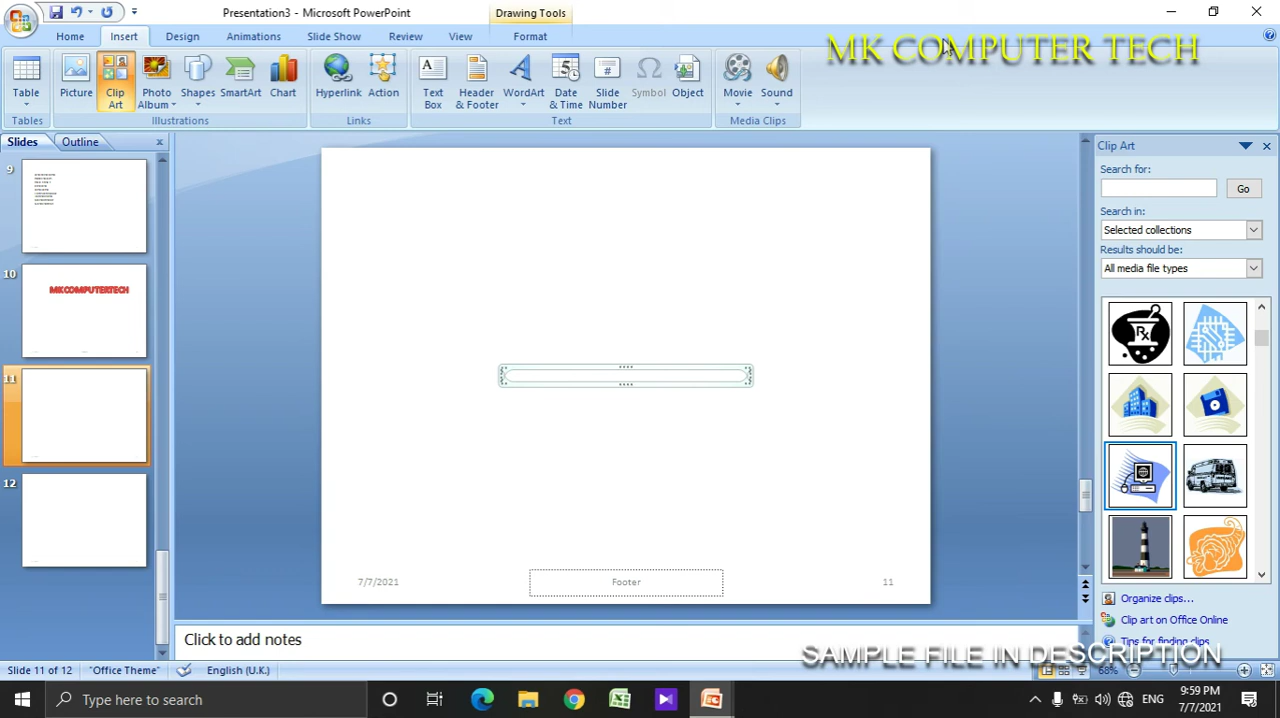 Presentation3 - Microsoft PowerPoint
Drawing Tools
Home
Insert
Design
Animations
Slide Show
Review
View
Format
MK COMPUTER TECH
Table
Picture
Clip Art
Photo Album
Shapes
SmartArt
Chart
Hyperlink
Action
Text Box
Header & Footer
WordArt
Date & Time
Slide Number
Symbol
Object
Movie
Sound
Tables
Illustrations
Links
Text
Media Clips
Slides
Outline
9
10
MK COMPUTER TECH
11
12
7/7/2021
Footer
11
Clip Art
Search for:
Go
Search in:
Selected collections
Results should be:
All media file types
Organize clips...
Clip art on Office Online
Tips for finding clips
Click to add notes
SAMPLE FILE IN DESCRIPTION
Slide 11 of 12
"Office Theme"
English (U.K.)
68%
Type here to search
ENG
9:59 PM
7/7/2021